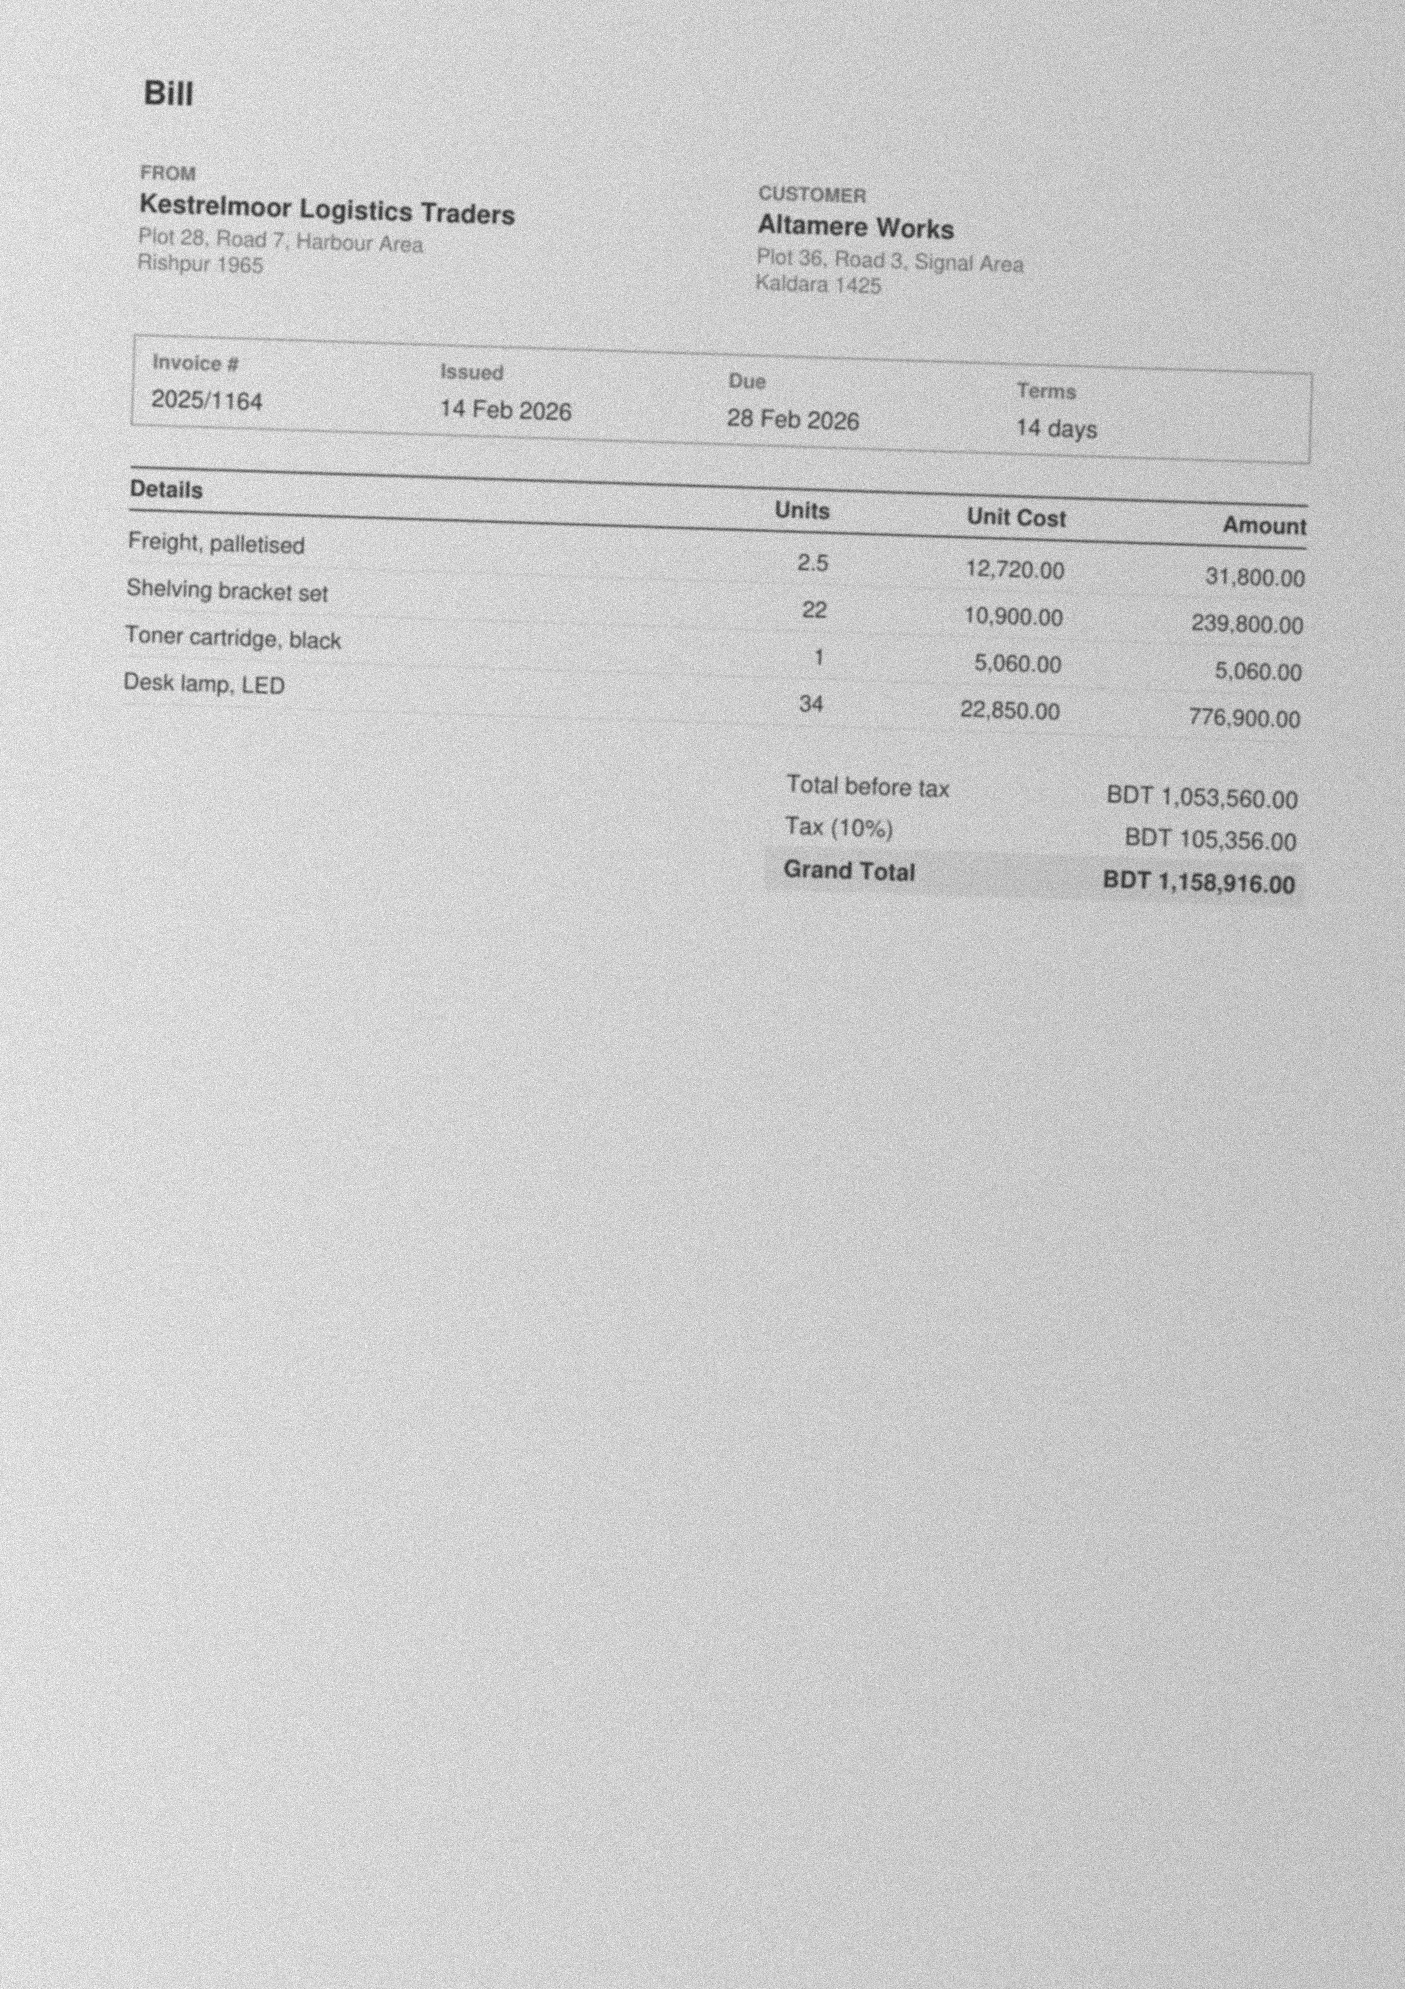 Bill
FROM
Kestrelmoor Logistics Traders
Plot 28, Road 7, Harbour Area
Rishpur 1965
CUSTOMER
Altamere Works
Plot 36, Road 3, Signal Area
Kaldara 1425
Invoice # Issued Due Terms
2025/1164 14 Feb 2026 28 Feb 2026 14 days
Details Units Unit Cost Amount
Freight, palletised 2.5 12,720.00 31,800.00
Shelving bracket set 22 10,900.00 239,800.00
Toner cartridge, black 1 5,060.00 5,060.00
Desk lamp, LED 34 22,850.00 776,900.00
Total before tax BDT 1,053,560.00
Tax (10%) BDT 105,356.00
Grand Total BDT 1,158,916.00